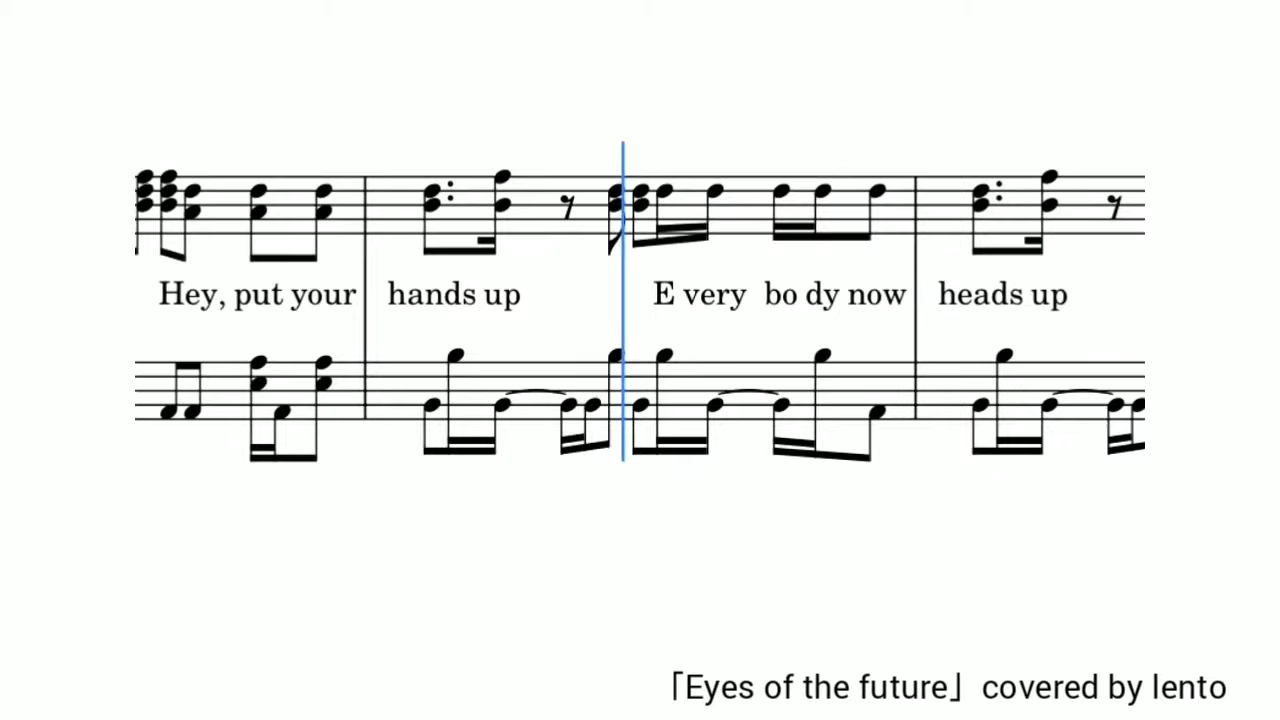 Hey, put your hands up E very bo dy now heads up
「Eyes of the future」 covered by lento